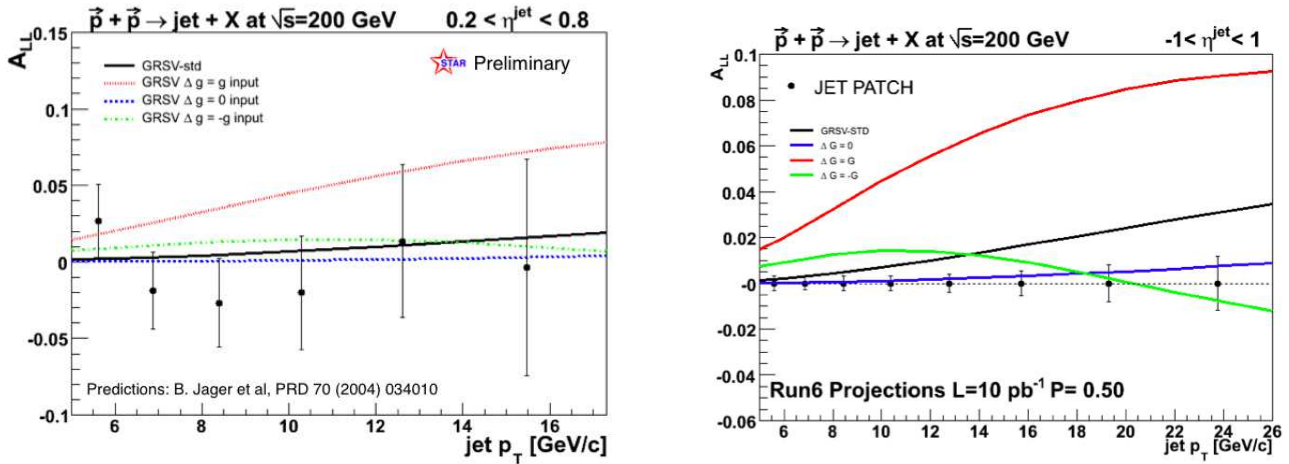 p⃗ + p⃗ → jet + X at √s=200 GeV 0.2 < η^jet < 0.8
A_LL
0.15
0.1
0.05
0
-0.05
-0.1
GRSV-std
GRSV Δ g = g input
GRSV Δ g = 0 input
GRSV Δ g = -g input
STAR Preliminary
Predictions: B. Jager et al, PRD 70 (2004) 034010
6 8 10 12 14 16
jet p_T [GeV/c]
p⃗ + p⃗ → jet + X at √s=200 GeV -1< η^jet < 1
A_LL
0.1
0.08
0.06
0.04
0.02
-0
-0.02
-0.04
-0.06
JET PATCH
GRSV-STD
Δ G = 0
Δ G = G
Δ G = -G
Run6 Projections L=10 pb⁻¹ P= 0.50
6 8 10 12 14 16 18 20 22 24 26
jet p_T [GeV/c]